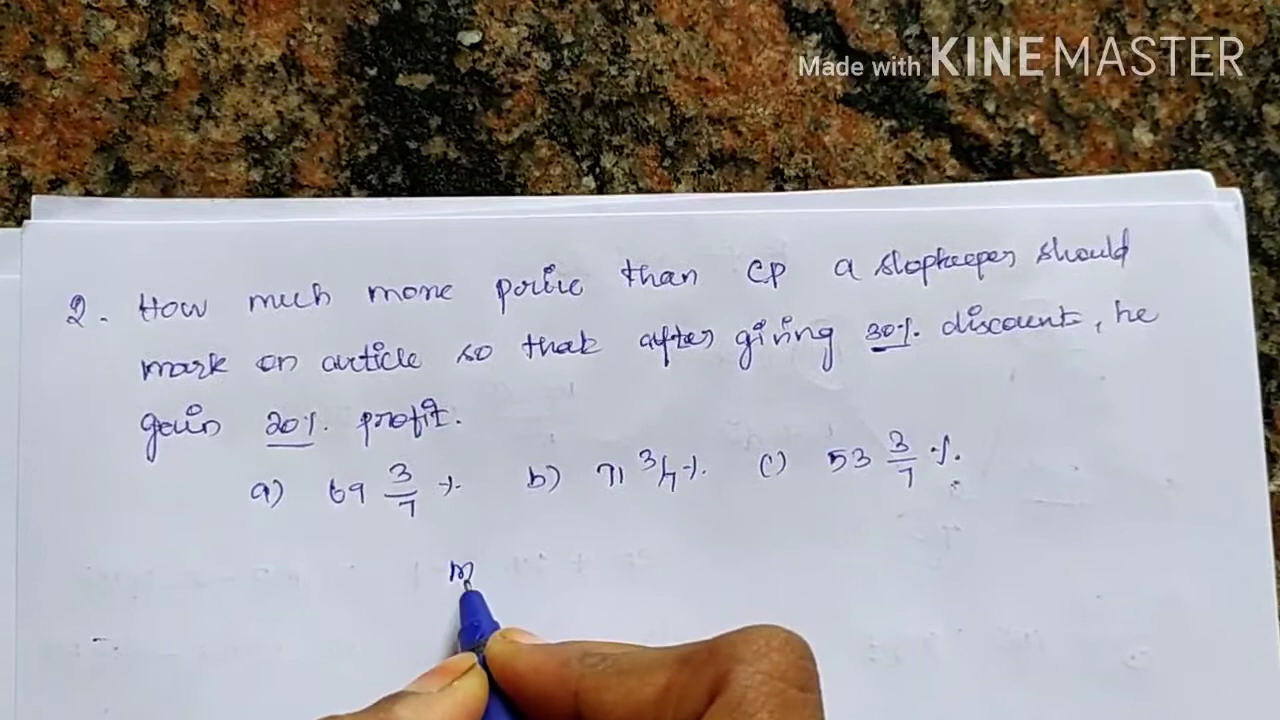 Made with KINEMASTER
2. How much more price than CP a shopkeeper should
mark on article so that after giving 30%. discount, he
gain 20%. profit.
a) 69 3/7 % b) 71 3/7 %. c) 53 3/7 %.
M